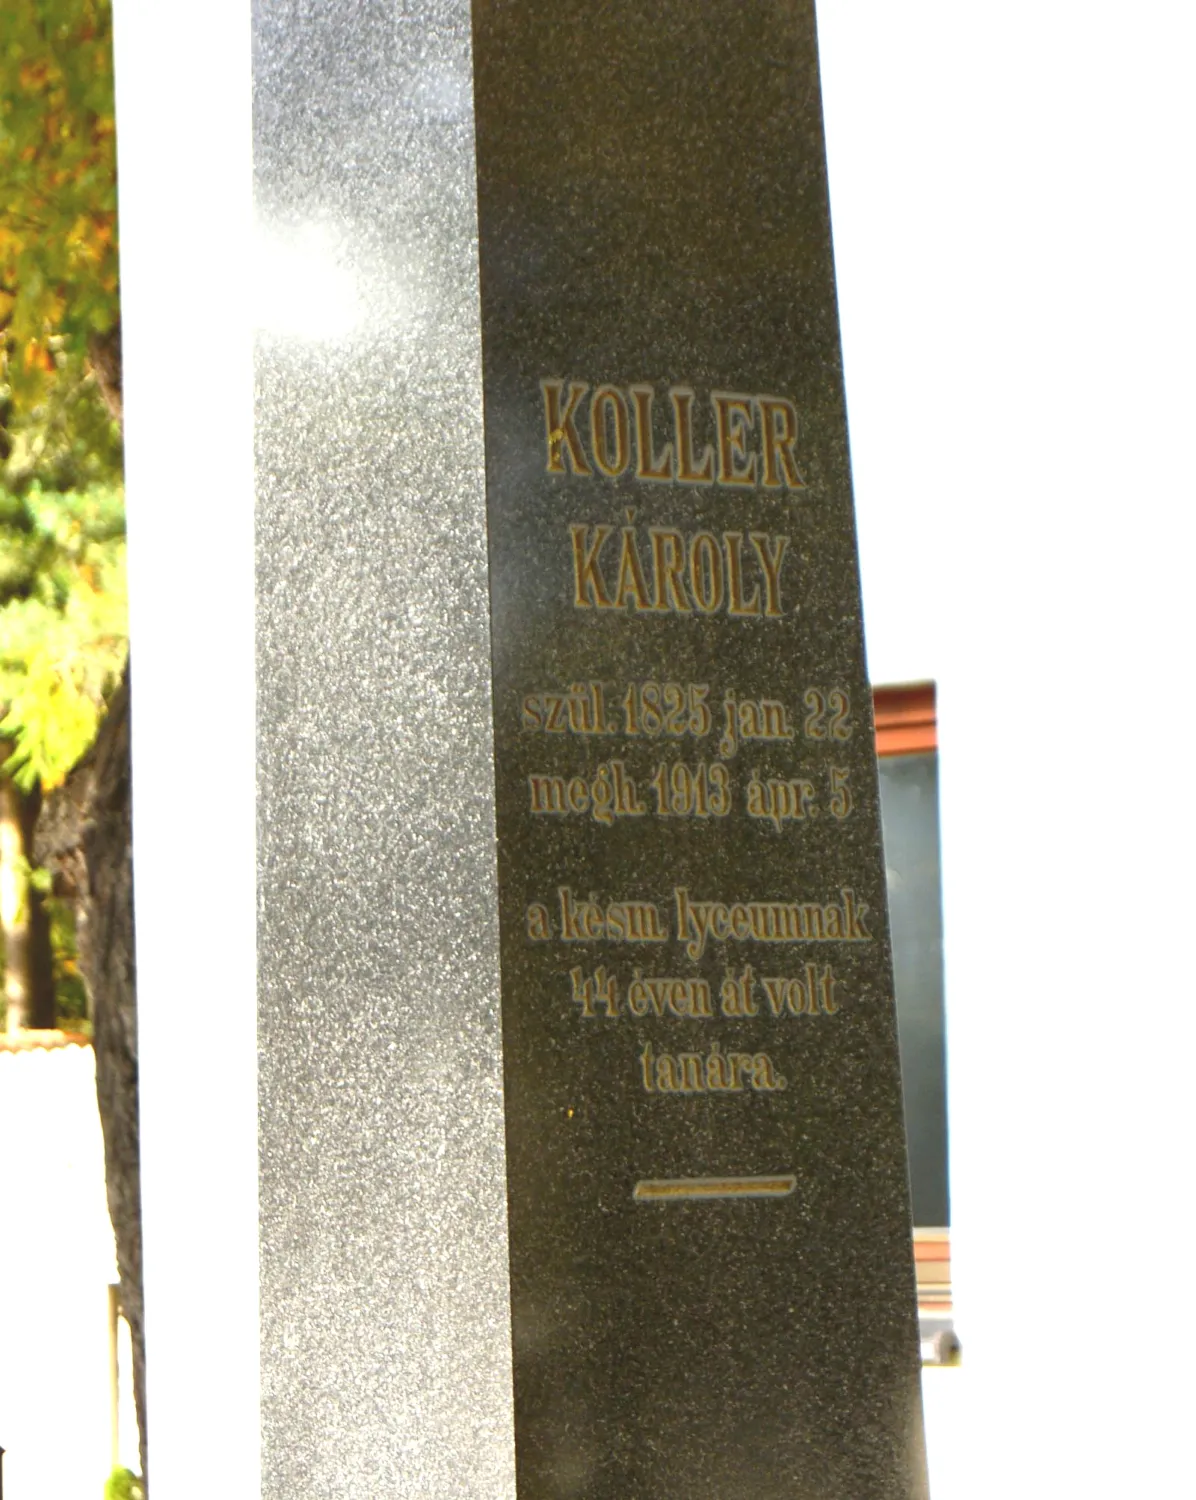 KOLLER
KÁROLY
szül. 1825 jan. 22
megh. 1913 ápr. 5
a késm. lyceumnak
44 éven át volt
tanára.